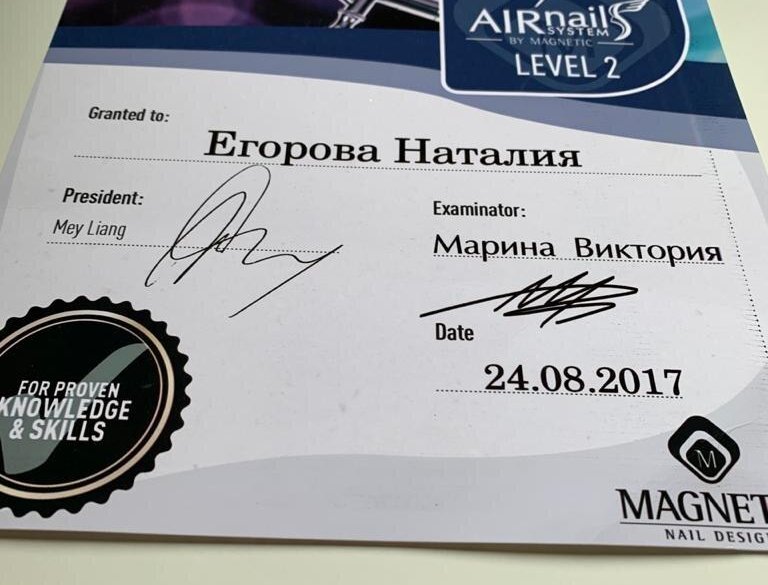 AIRnails
SYSTEM
BY MAGNETIC
LEVEL 2
Granted to:
Егорова Наталия
President:
Mey Liang
Examinator:
Марина Виктория
Date
24.08.2017
FOR PROVEN
KNOWLEDGE
& SKILLS
M
MAGNET
NAIL DESIG